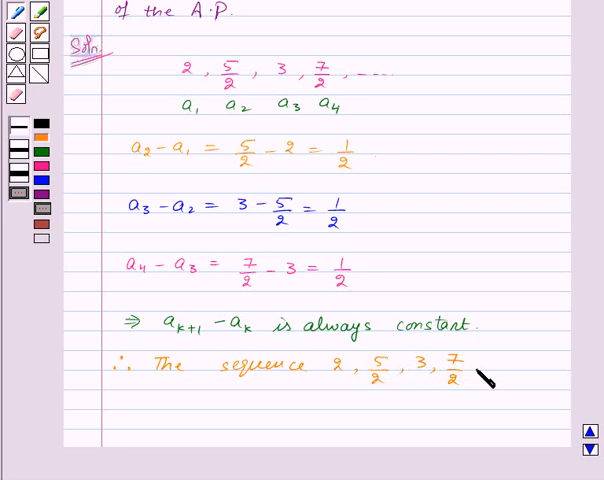 of the A.P.
Soln.
2, 5/2, 3, 7/2, ----
a₁ a₂ a₃ a₄
a₂ - a₁ = 5/2 - 2 = 1/2
a₃ - a₂ = 3 - 5/2 = 1/2
a₄ - a₃ = 7/2 - 3 = 1/2
⇒ aₖ₊₁ - aₖ is always constant.
∴ The sequence 2, 5/2, 3, 7/2